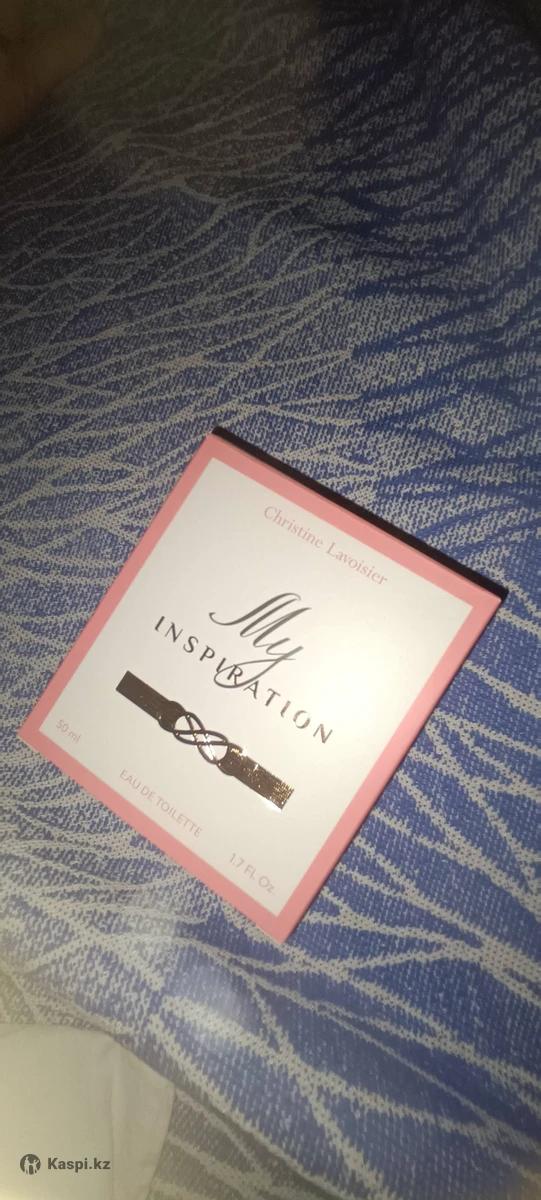 Christine Lavoisier
My
INSPIRATION
50 ml
EAU DE TOILETTE
1.7 Fl. Oz.
Kaspi.kz